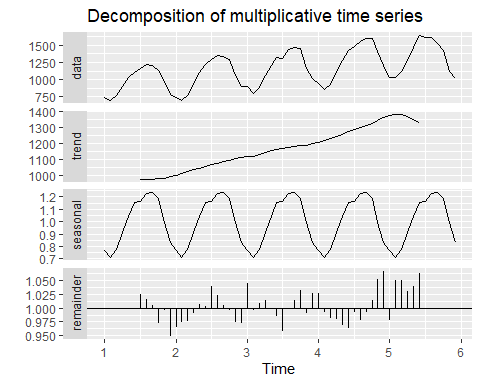 Decomposition of multiplicative time series
data
1500
1250
1000
750
trend
1400
1300
1200
1100
1000
seasonal
1.2
1.1
1.0
0.9
0.8
0.7
remainder
1.050
1.025
1.000
0.975
0.950
1 2 3 4 5 6
Time